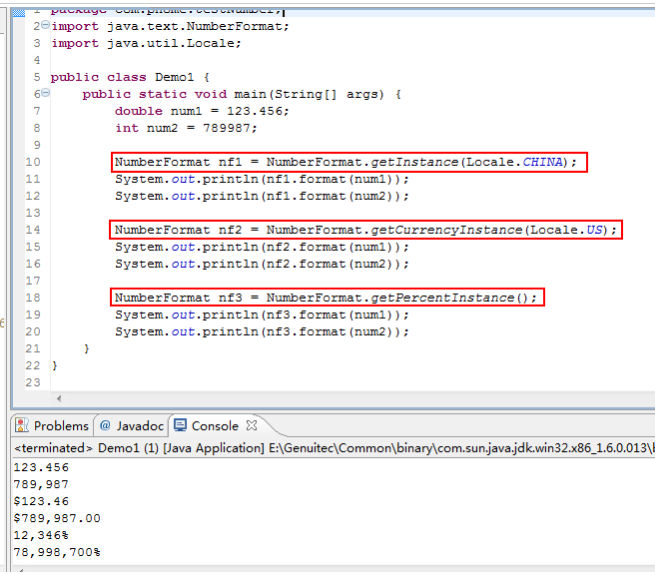 1 package com.phome.testNumber;
2 import java.text.NumberFormat;
3 import java.util.Locale;
4
5 public class Demo1 {
6 public static void main(String[] args) {
7 double num1 = 123.456;
8 int num2 = 789987;
9
10 NumberFormat nf1 = NumberFormat.getInstance(Locale.CHINA);
11 System.out.println(nf1.format(num1));
12 System.out.println(nf1.format(num2));
13
14 NumberFormat nf2 = NumberFormat.getCurrencyInstance(Locale.US);
15 System.out.println(nf2.format(num1));
16 System.out.println(nf2.format(num2));
17
18 NumberFormat nf3 = NumberFormat.getPercentInstance();
19 System.out.println(nf3.format(num1));
20 System.out.println(nf3.format(num2));
21 }
22 }
23
Problems @ Javadoc Console
<terminated> Demo1 (1) [Java Application] E:\Genuitec\Common\binary\com.sun.java.jdk.win32.x86_1.6.0.013\
123.456
789,987
$123.46
$789,987.00
12,346%
78,998,700%